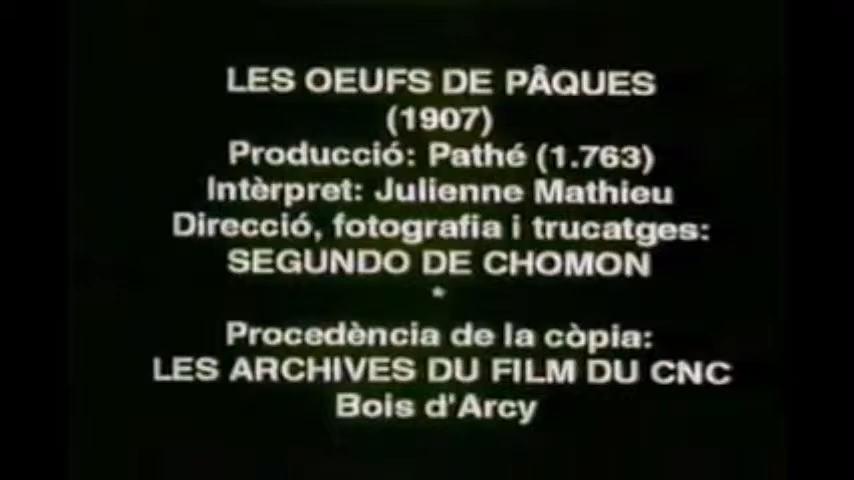 LES OEUFS DE PÂQUES
(1907)
Producció: Pathé (1.763)
Intèrpret: Julienne Mathieu
Direcció, fotografia i trucatges:
SEGUNDO DE CHOMON
*
Procedència de la còpia:
LES ARCHIVES DU FILM DU CNC
Bois d'Arcy